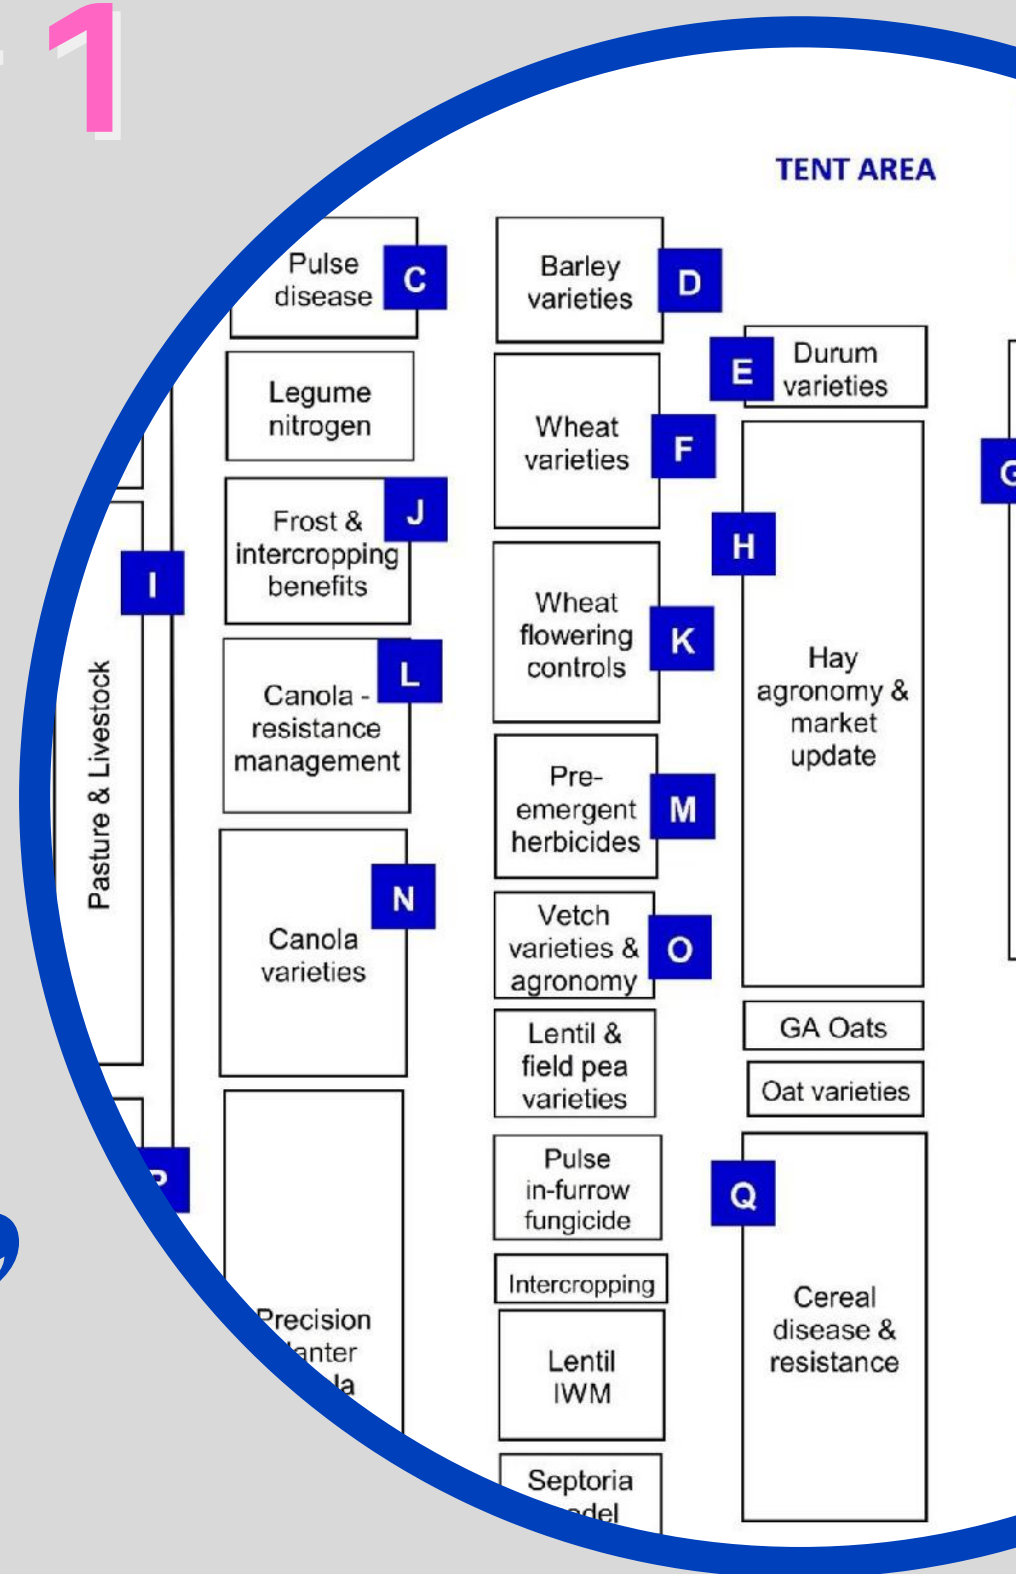 1
TENT AREA
Pulse
disease
C
Barley
varieties
D
E
Durum
varieties
Legume
nitrogen
Wheat
varieties
F
G
Frost &
intercropping
benefits
J
H
I
Wheat
flowering
controls
K
Hay
agronomy &
market
update
Pasture & Livestock
L
Canola -
resistance
management
Pre-
emergent
herbicides
M
N
Canola
varieties
Vetch
varieties &
agronomy
O
Lentil &
field pea
varieties
GA Oats
Oat varieties
P
Pulse
in-furrow
fungicide
Q
Intercropping
Cereal
disease &
resistance
Precision
Lentil
IWM
Septoria